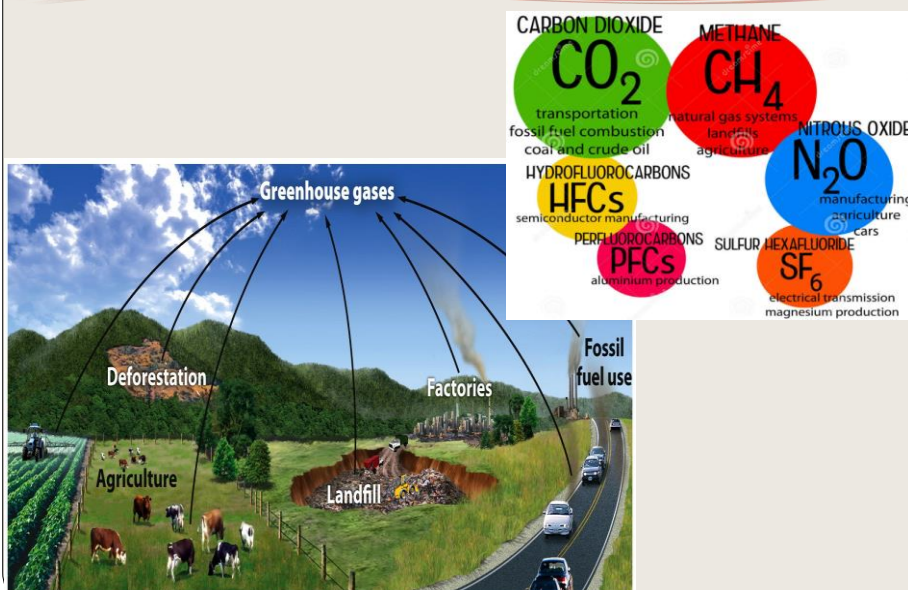 CARBON DIOXIDE
CO2
transportation
fossil fuel combustion
coal and crude oil
METHANE
CH4
natural gas systems
landfills
agriculture
NITROUS OXIDE
N2O
manufacturing
agriculture
cars
HYDROFLUOROCARBONS
HFCs
semiconductor manufacturing
PERFLUOROCARBONS
PFCs
aluminium production
SULFUR HEXAFLUORIDE
SF6
electrical transmission
magnesium production
Greenhouse gases
Deforestation
Factories
Fossil
fuel use
Agriculture
Landfill